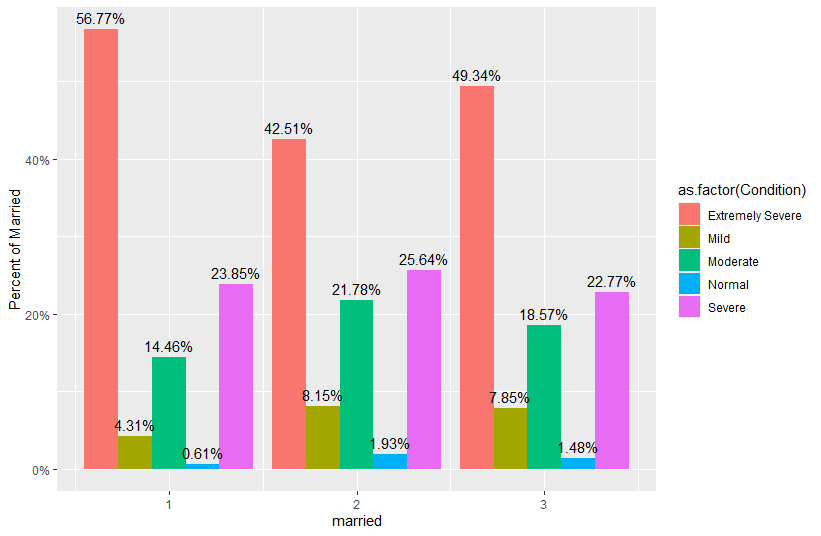 56.77%
49.34%
42.51%
40%
25.64%
23.85%
21.78%
22.77%
20%
18.57%
14.46%
8.15%
7.85%
4.31%
1.93%
1.48%
0.61%
0%
1 2 3
married
Percent of Married
as.factor(Condition)
Extremely Severe
Mild
Moderate
Normal
Severe